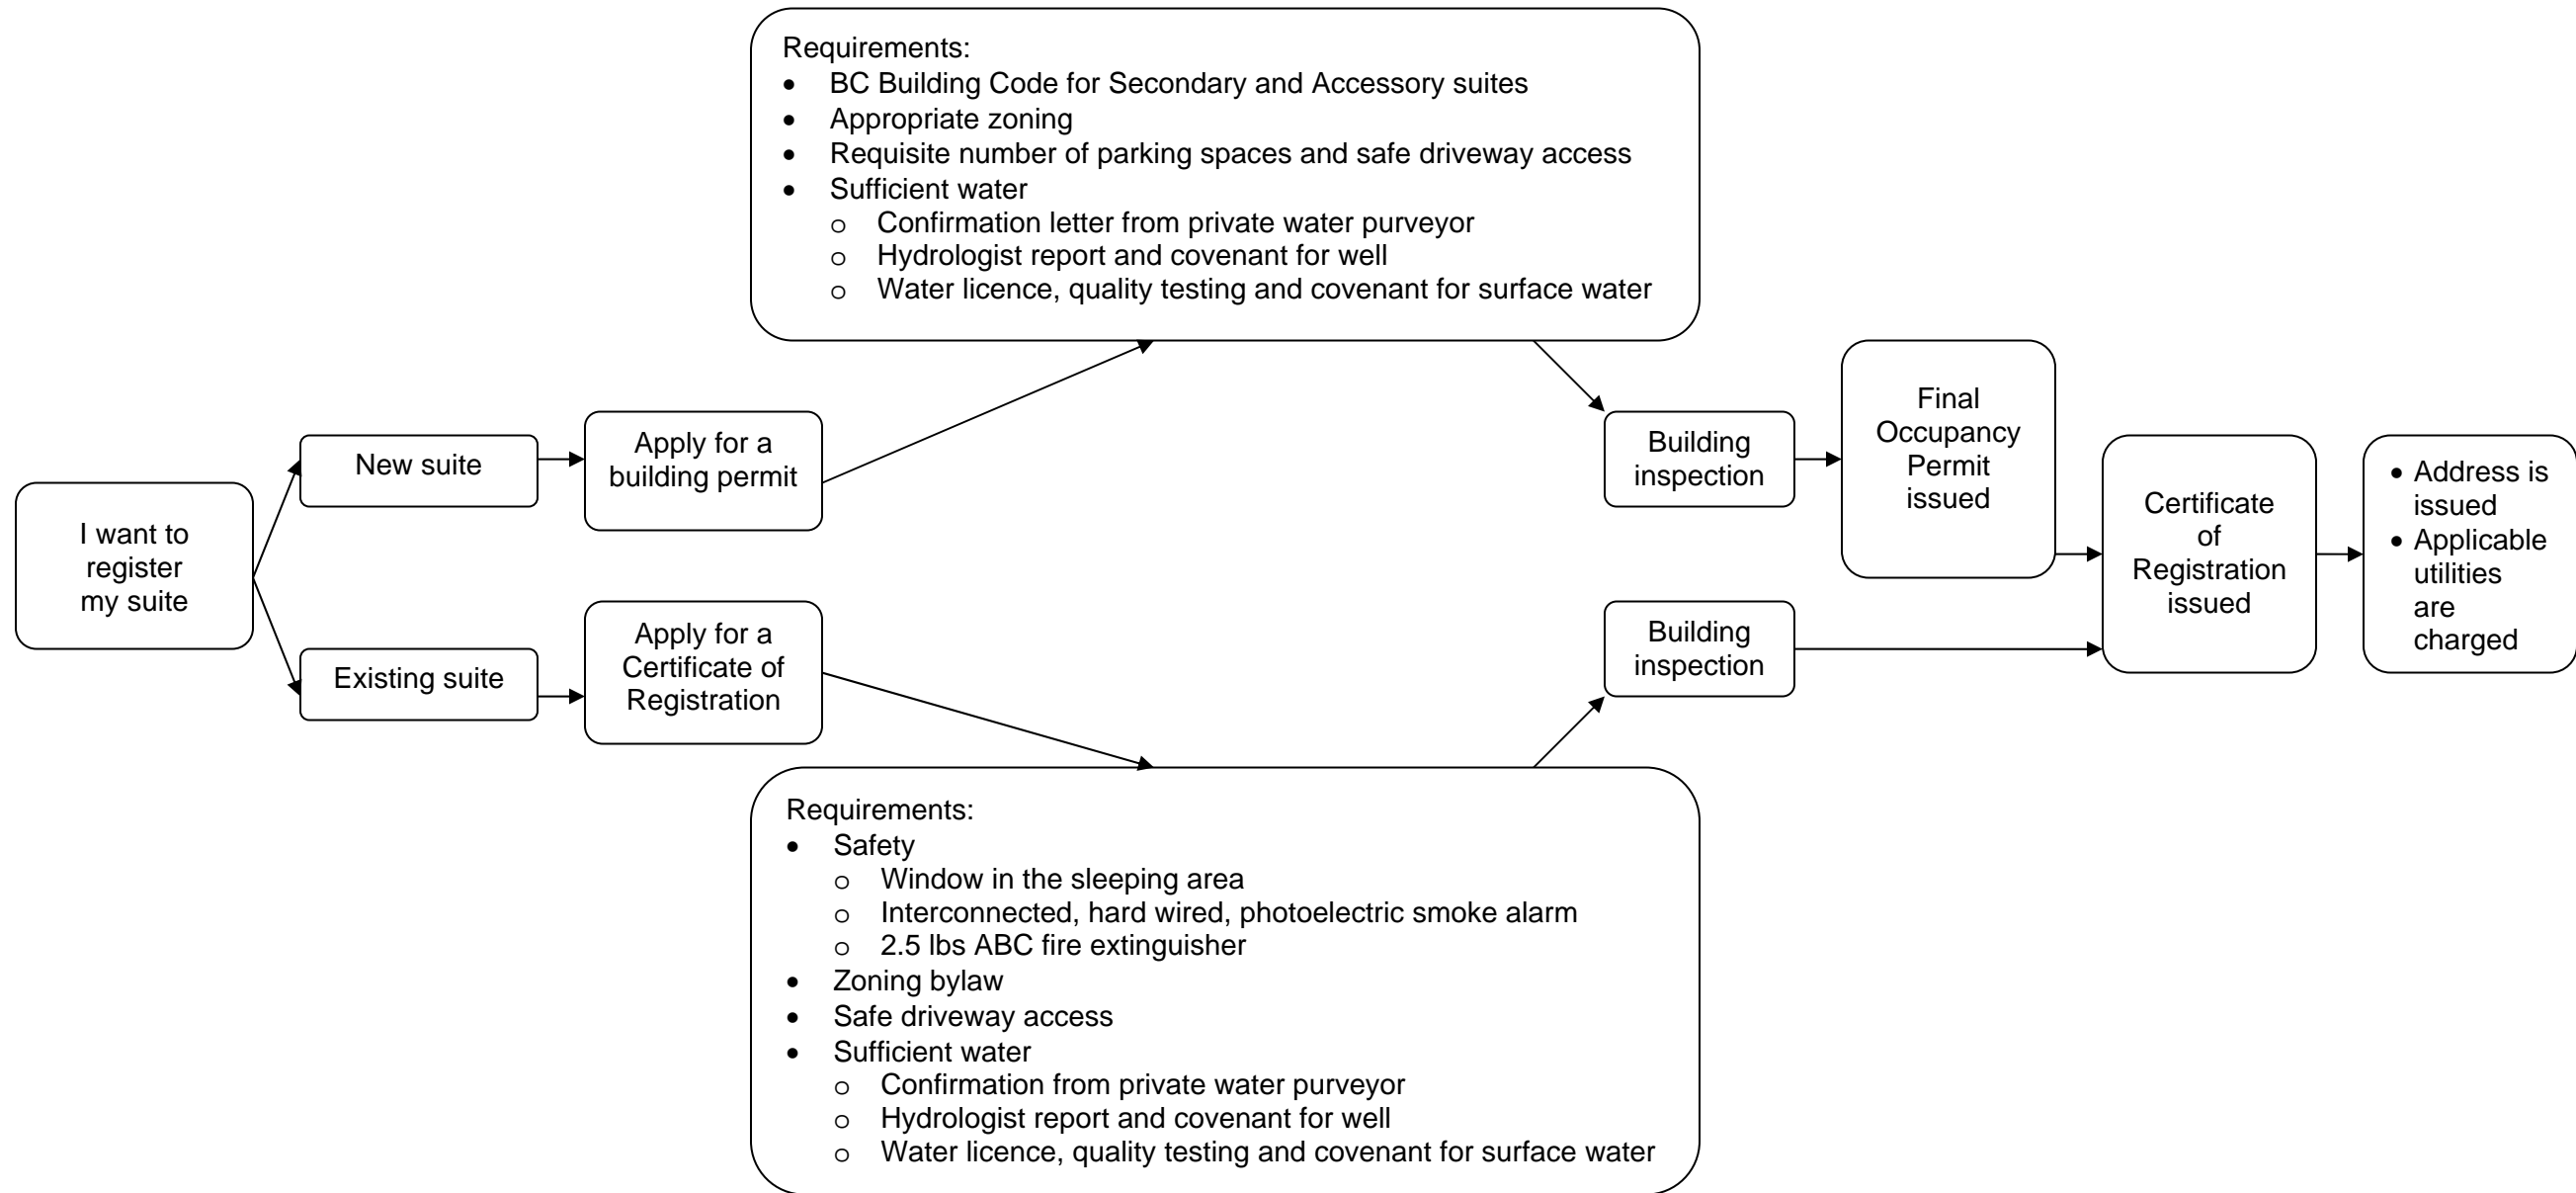 Requirements:
• BC Building Code for Secondary and Accessory suites
• Appropriate zoning
• Requisite number of parking spaces and safe driveway access
• Sufficient water
o Confirmation letter from private water purveyor
o Hydrologist report and covenant for well
o Water licence, quality testing and covenant for surface water
I want to
register
my suite
New suite
Apply for a
building permit
Building
inspection
Final
Occupancy
Permit
issued
Existing suite
Apply for a
Certificate of
Registration
Building
inspection
Certificate
of
Registration
issued
• Address is
issued
• Applicable
utilities
are
charged
Requirements:
• Safety
o Window in the sleeping area
o Interconnected, hard wired, photoelectric smoke alarm
o 2.5 lbs ABC fire extinguisher
• Zoning bylaw
• Safe driveway access
• Sufficient water
o Confirmation from private water purveyor
o Hydrologist report and covenant for well
o Water licence, quality testing and covenant for surface water